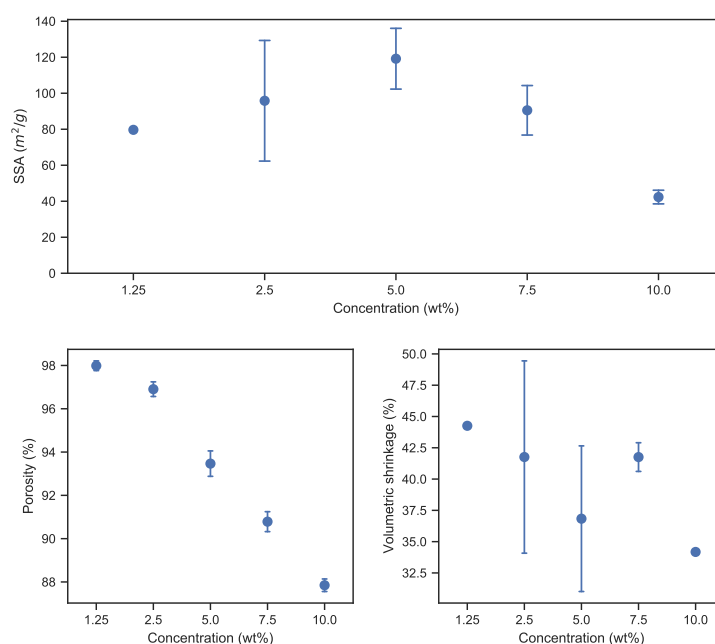 140
120
100
80
60
40
20
0
SSA (m²/g)
1.25 2.5 5.0 7.5 10.0
Concentration (wt%)
98
96
94
92
90
88
Porosity (%)
1.25 2.5 5.0 7.5 10.0
Concentration (wt%)
50.0
47.5
45.0
42.5
40.0
37.5
35.0
32.5
Volumetric shrinkage (%)
1.25 2.5 5.0 7.5 10.0
Concentration (wt%)